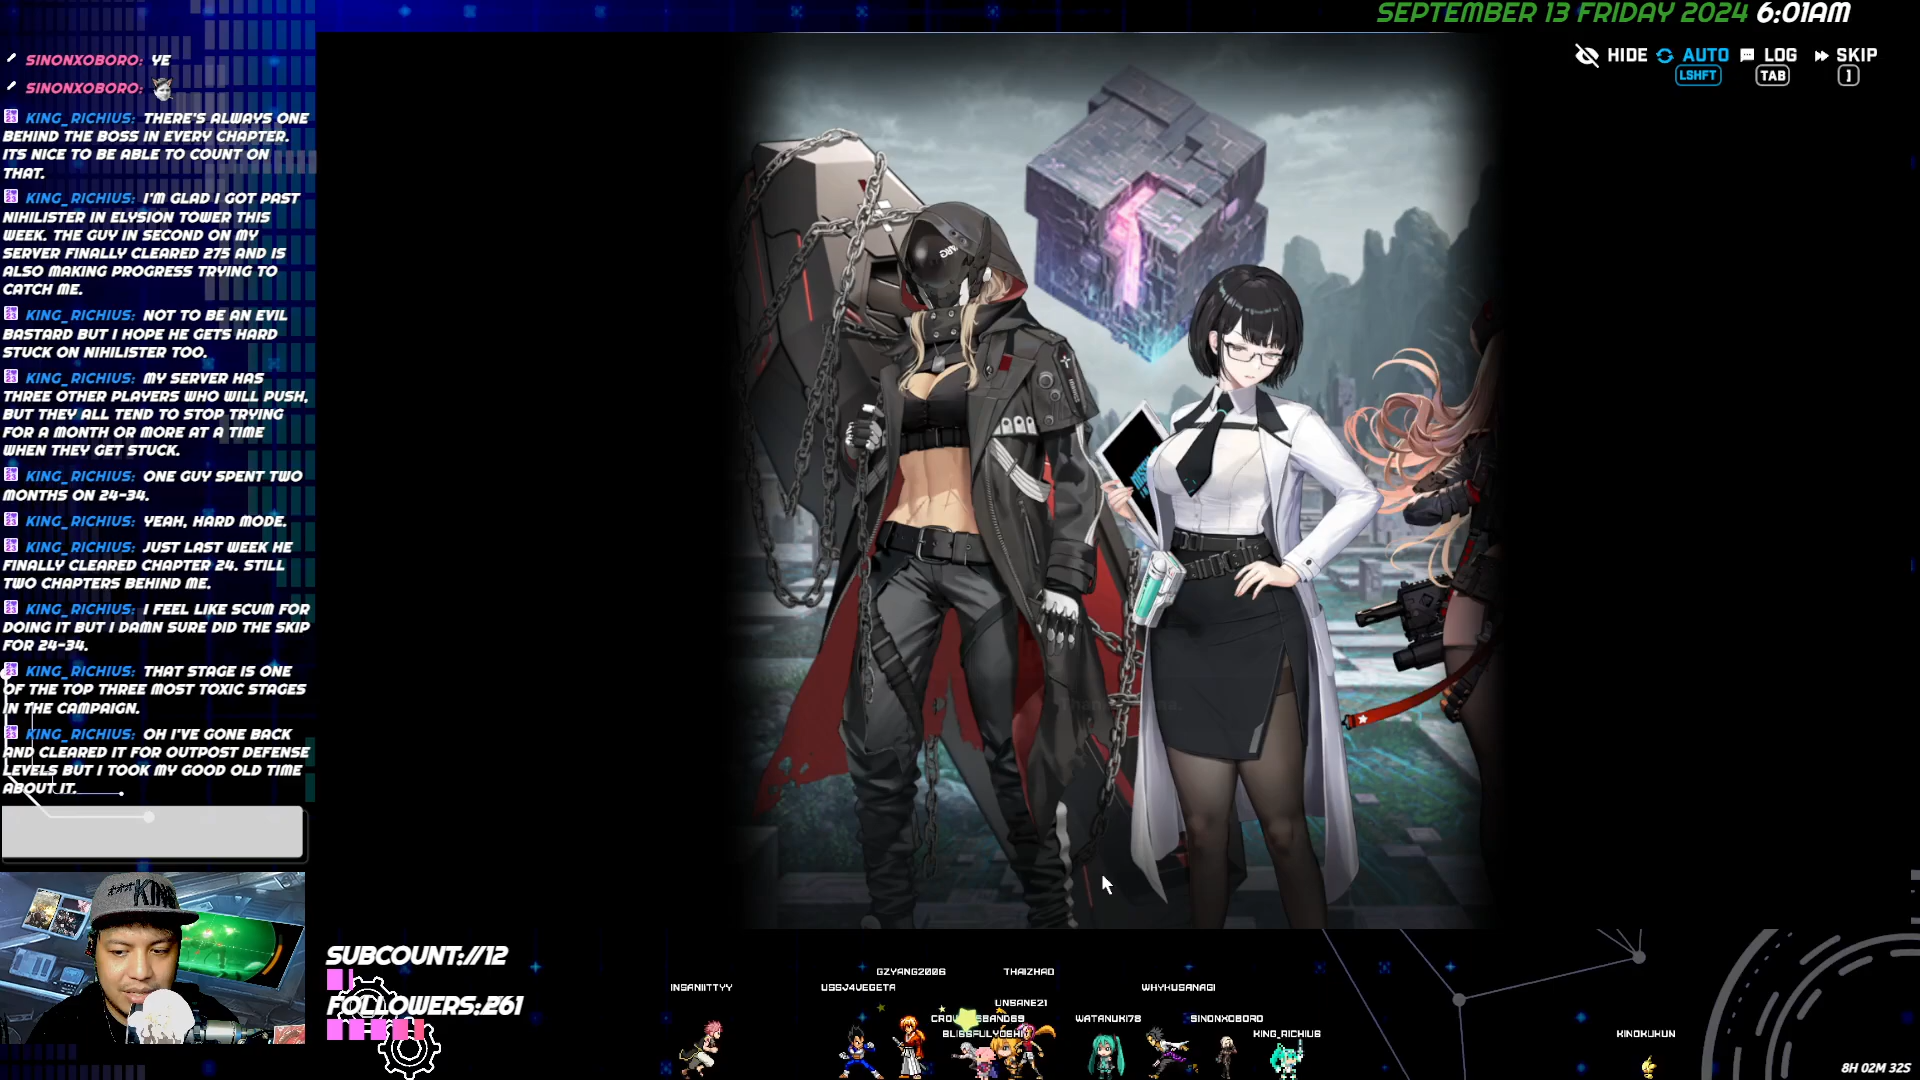 SEPTEMBER 13 FRIDAY 2024 6:01AM
HIDE AUTO LOG SKIP
LSHFT TAB ]
SINONXOBORO: YE
SINONXOBORO:
KING_RICHIUS: THERE'S ALWAYS ONE
BEHIND THE BOSS IN EVERY CHAPTER.
ITS NICE TO BE ABLE TO COUNT ON
THAT.
KING_RICHIUS: I'M GLAD I GOT PAST
NIHILISTER IN ELYSION TOWER THIS
WEEK. THE GUY IN SECOND ON MY
SERVER FINALLY CLEARED 275 AND IS
ALSO MAKING PROGRESS TRYING TO
CATCH ME.
KING_RICHIUS: NOT TO BE AN EVIL
BASTARD BUT I HOPE HE GETS HARD
STUCK ON NIHILISTER TOO.
KING_RICHIUS: MY SERVER HAS
THREE OTHER PLAYERS WHO WILL PUSH,
BUT THEY ALL TEND TO STOP TRYING
FOR A MONTH OR MORE AT A TIME
WHEN THEY GET STUCK.
KING_RICHIUS: ONE GUY SPENT TWO
MONTHS ON 24-34.
KING_RICHIUS: YEAH, HARD MODE.
KING_RICHIUS: JUST LAST WEEK HE
FINALLY CLEARED CHAPTER 24. STILL
TWO CHAPTERS BEHIND ME.
KING_RICHIUS: I FEEL LIKE SCUM FOR
DOING IT BUT I DAMN SURE DID THE SKIP
FOR 24-34.
KING_RICHIUS: THAT STAGE IS ONE
OF THE TOP THREE MOST TOXIC STAGES
IN THE CAMPAIGN.
KING_RICHIUS: OH I'VE GONE BACK
AND CLEARED IT FOR OUTPOST DEFENSE
LEVELS BUT I TOOK MY GOOD OLD TIME
ABOUT IT.
KING
SUBCOUNT://12
FOLLOWERS:261
GZYANG2006 THAIZHAO
INSANIITTYY USSJ4VEGETA WHYKUSANAGI
UNSANE21
WATANUKI78 SINONXOBORO
KING_RICHIUS KINOKUKUN
8H 02M 32S